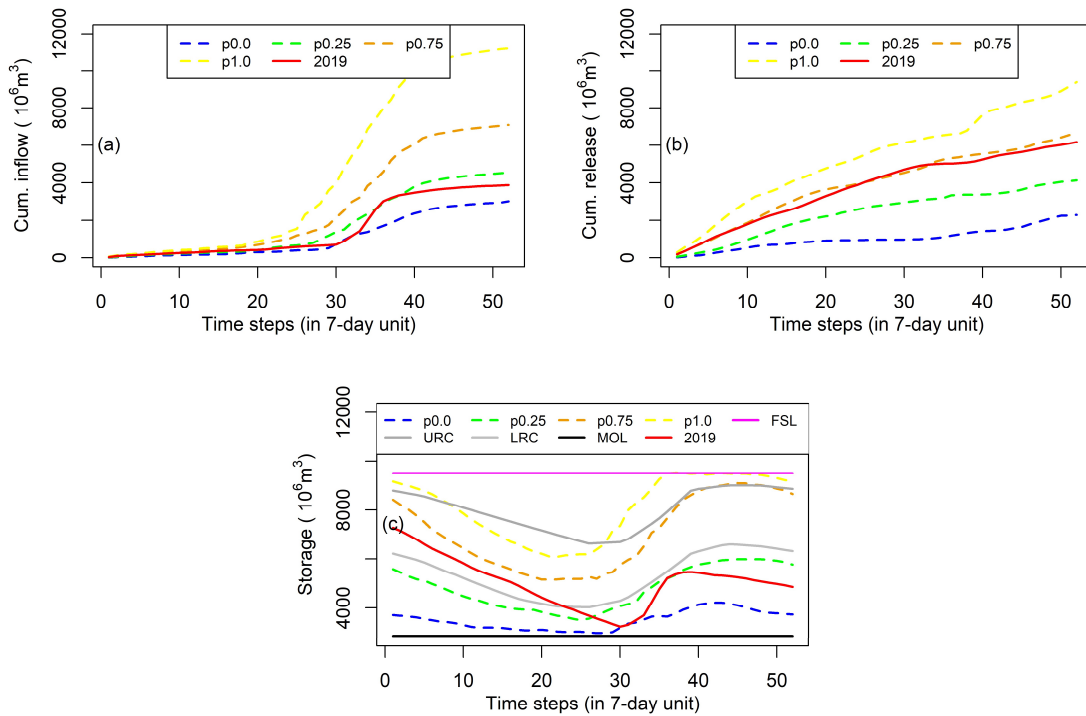 p0.0 p0.25 p0.75
p1.0 2019
Cum. inflow ( 10⁶m³)
0 4000 8000 12000
(a)
0 10 20 30 40 50
Time steps (in 7-day unit)
p0.0 p0.25 p0.75
p1.0 2019
Cum. release ( 10⁶m³)
0 4000 8000 12000
(b)
0 10 20 30 40 50
Time steps (in 7-day unit)
p0.0 p0.25 p0.75 p1.0 FSL
URC LRC MOL 2019
Storage ( 10⁶m³)
4000 8000 12000
(c)
0 10 20 30 40 50
Time steps (in 7-day unit)